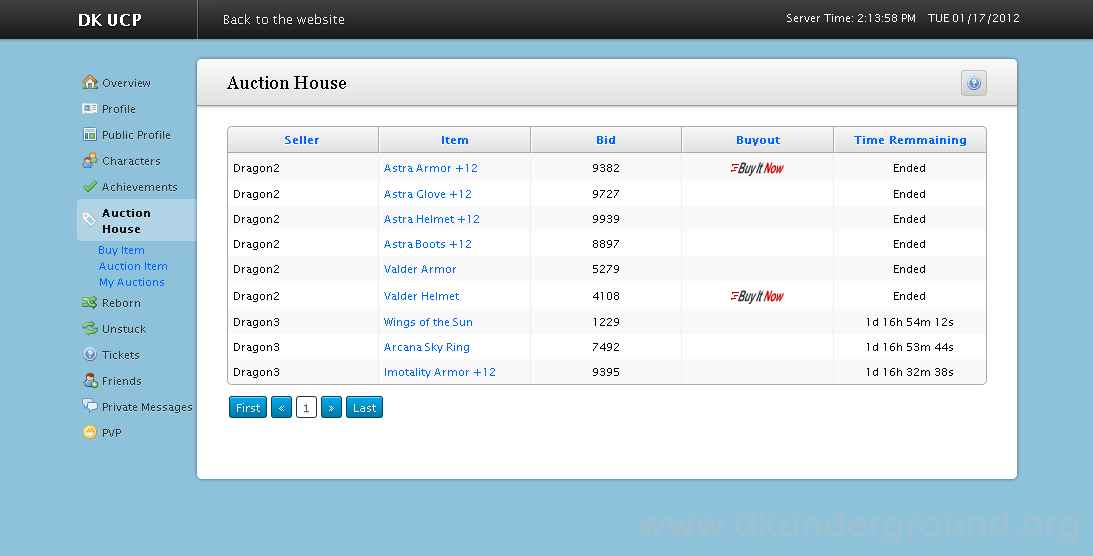 DK UCP Back to the website Server Time: 2:13:58 PM TUE 01/17/2012
Overview
Profile
Public Profile
Characters
Achievements
Auction
House
Buy Item
Auction Item
My Auctions
Reborn
Unstuck
Tickets
Friends
Private Messages
PVP
Auction House
Seller Item Bid Buyout Time Remmaining
Dragon2 Astra Armor +12 9382 Buy It Now Ended
Dragon2 Astra Glove +12 9727 Ended
Dragon2 Astra Helmet +12 9939 Ended
Dragon2 Astra Boots +12 8897 Ended
Dragon2 Valder Armor 5279 Ended
Dragon2 Valder Helmet 4108 Buy It Now Ended
Dragon3 Wings of the Sun 1229 1d 16h 54m 12s
Dragon3 Arcana Sky Ring 7492 1d 16h 53m 44s
Dragon3 Imotality Armor +12 9395 1d 16h 32m 38s
First « 1 » Last
www.dkunderground.org